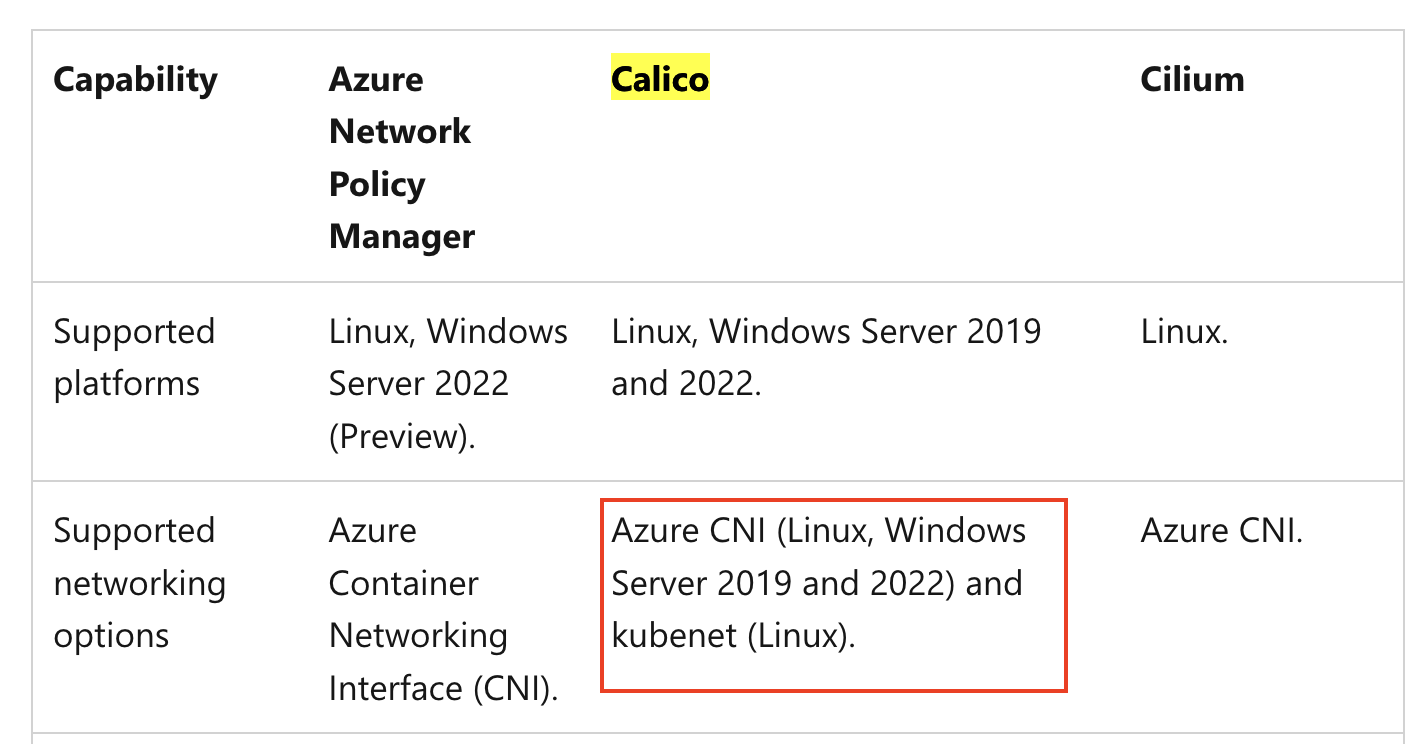 Capability
Azure
Network
Policy
Manager
Calico
Cilium
Supported
platforms
Linux, Windows
Server 2022
(Preview).
Linux, Windows Server 2019
and 2022.
Linux.
Supported
networking
options
Azure
Container
Networking
Interface (CNI).
Azure CNI (Linux, Windows
Server 2019 and 2022) and
kubenet (Linux).
Azure CNI.